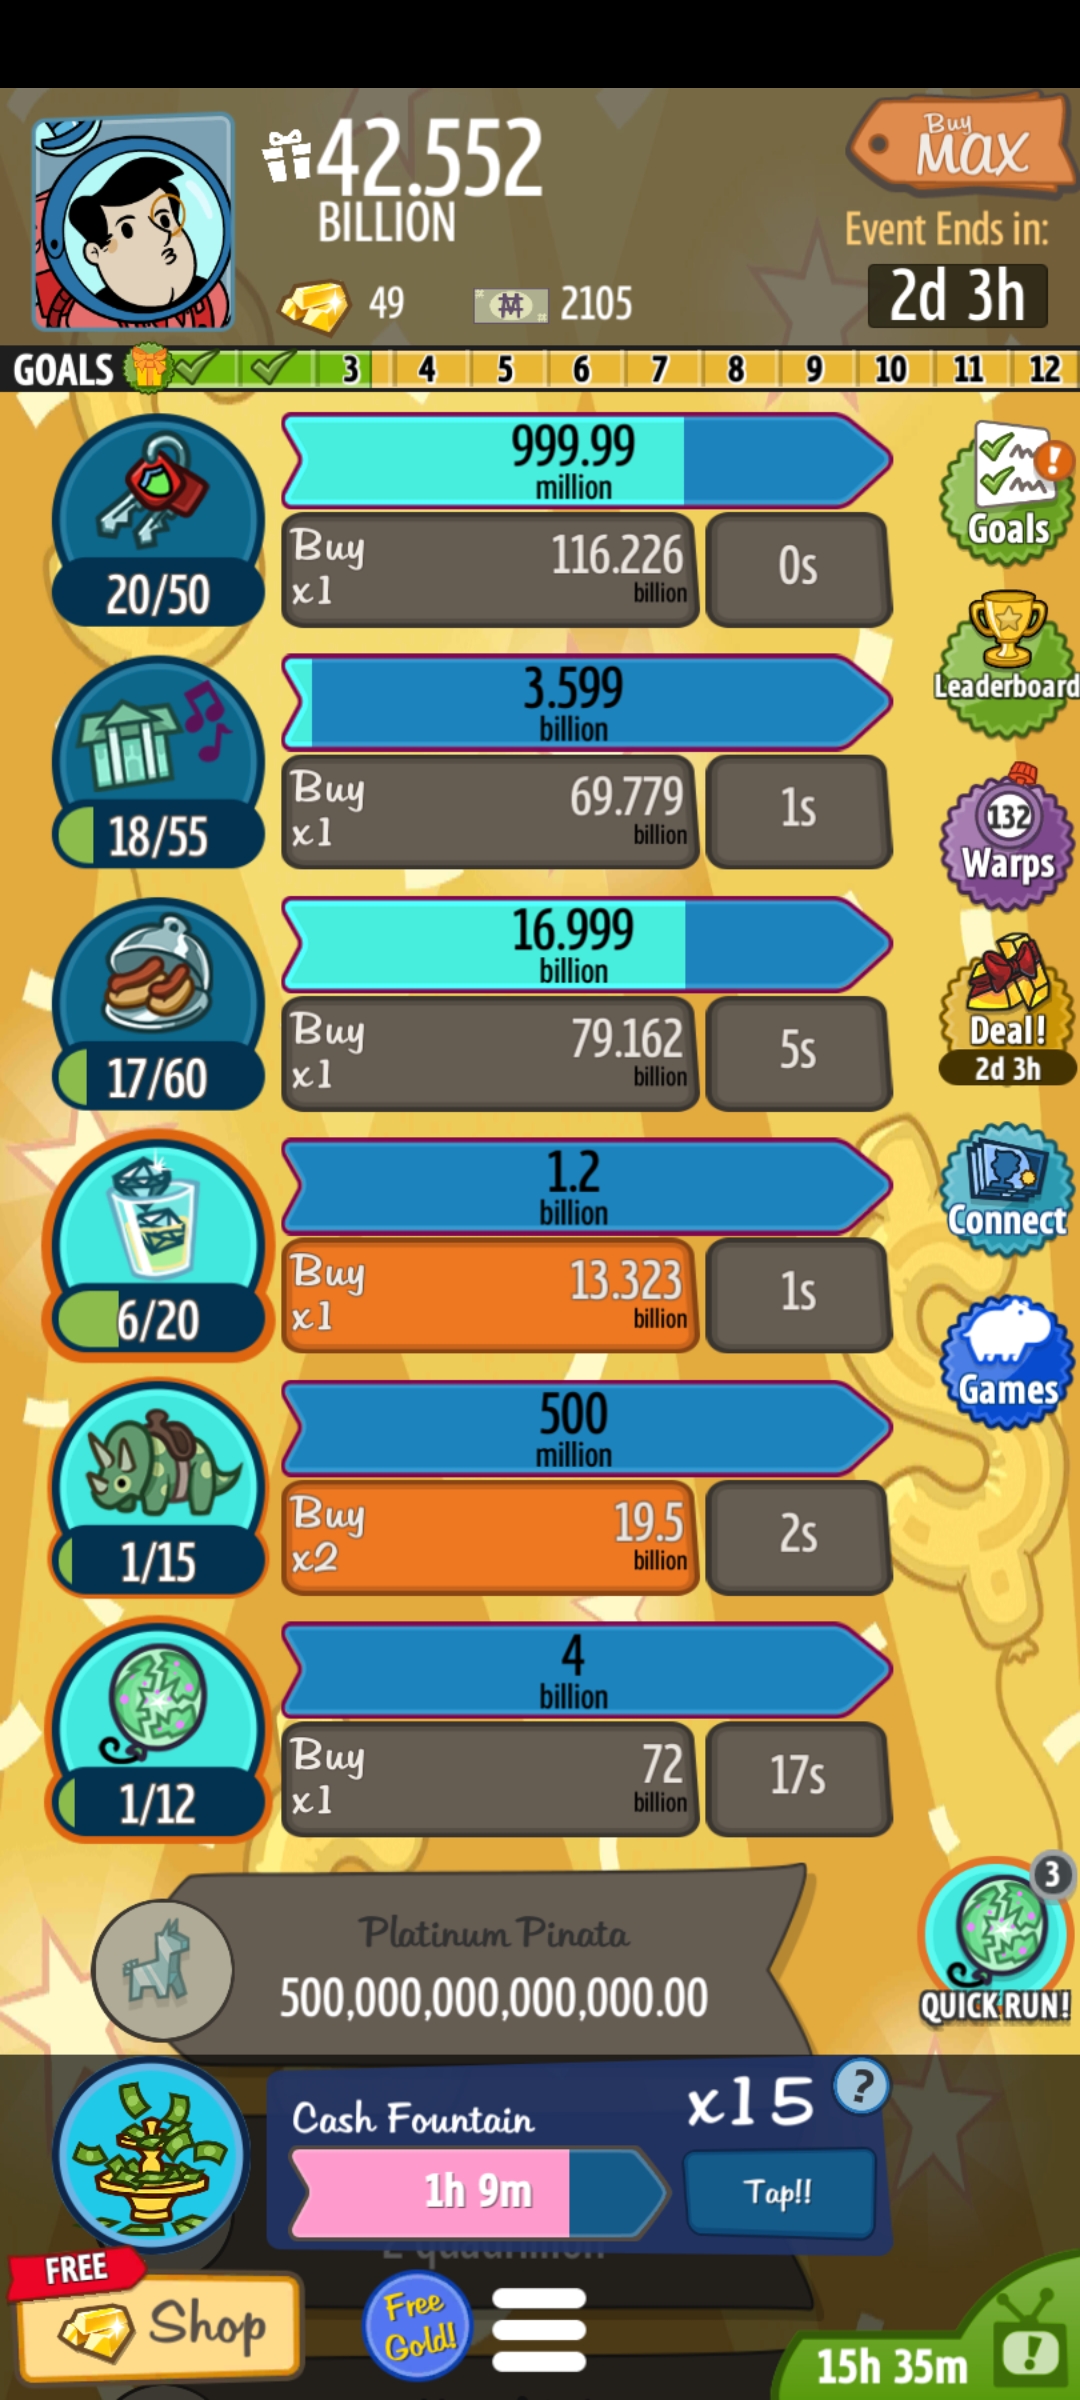 42.552
BILLION
Buy
MAX
Event Ends in:
49
2105
2d 3h
GOALS
3
4
5
6
7
8
9
10
11
12
999.99
million
Buy
x1
116.226
billion
0s
20/50
Goals
Leaderboard
3.599
billion
Buy
x1
69.779
billion
1s
18/55
132
Warps
16.999
billion
Buy
x1
79.162
billion
5s
17/60
Deal!
2d 3h
1.2
billion
Buy
x1
13.323
billion
1s
6/20
Connect
Games
500
million
Buy
x2
19.5
billion
2s
1/15
4
billion
Buy
x1
72
billion
17s
1/12
Platinum Pinata
500,000,000,000,000.00
3
QUICK RUN!
Cash Fountain
x15
?
1h 9m
Tap!!
FREE
Shop
Free
Gold!
15h 35m